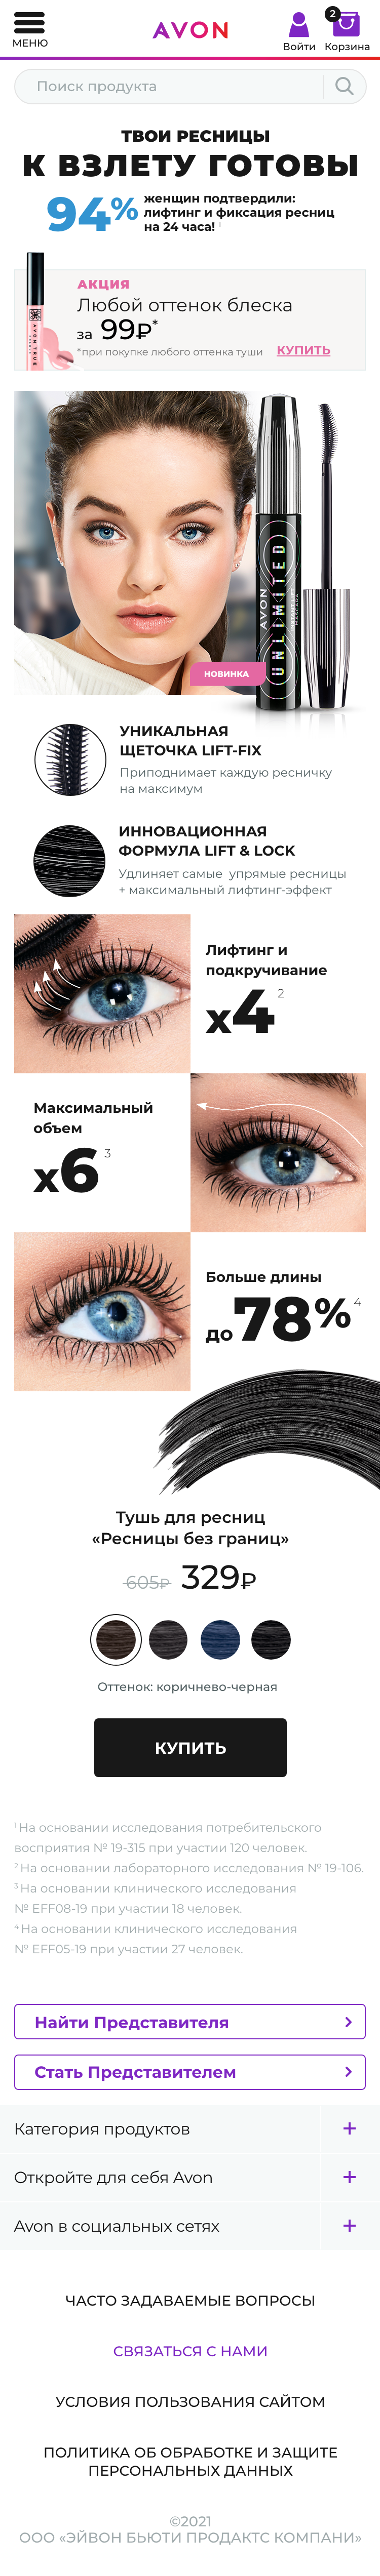 МЕНЮ
AVON
2
Войти
Корзина
Поиск продукта
ТВОИ РЕСНИЦЫ
К ВЗЛЕТУ ГОТОВЫ
94%
женщин подтвердили:
лифтинг и фиксация ресниц
на 24 часа! 1
АКЦИЯ
Любой оттенок блеска
за 99₽*
*при покупке любого оттенка туши
КУПИТЬ
AVON TRUE
AVON
UNLIMITED
НОВИНКА
УНИКАЛЬНАЯ
ЩЕТОЧКА LIFT-FIX
Приподнимает каждую ресничку
на максимум
ИННОВАЦИОННАЯ
ФОРМУЛА LIFT & LOCK
Удлиняет самые упрямые ресницы
+ максимальный лифтинг-эффект
Лифтинг и
подкручивание
x4 2
Максимальный
объем
x6 3
Больше длины
до 78% 4
Тушь для ресниц
«Ресницы без границ»
605₽ 329₽
Оттенок: коричнево-черная
КУПИТЬ
1 На основании исследования потребительского
восприятия № 19-315 при участии 120 человек.
2 На основании лабораторного исследования № 19-106.
3 На основании клинического исследования
№ EFF08-19 при участии 18 человек.
4 На основании клинического исследования
№ EFF05-19 при участии 27 человек.
Найти Представителя
Стать Представителем
Категория продуктов
Откройте для себя Avon
Avon в социальных сетях
ЧАСТО ЗАДАВАЕМЫЕ ВОПРОСЫ
СВЯЗАТЬСЯ С НАМИ
УСЛОВИЯ ПОЛЬЗОВАНИЯ САЙТОМ
ПОЛИТИКА ОБ ОБРАБОТКЕ И ЗАЩИТЕ
ПЕРСОНАЛЬНЫХ ДАННЫХ
©2021
ООО «ЭЙВОН БЬЮТИ ПРОДАКТС КОМПАНИ»